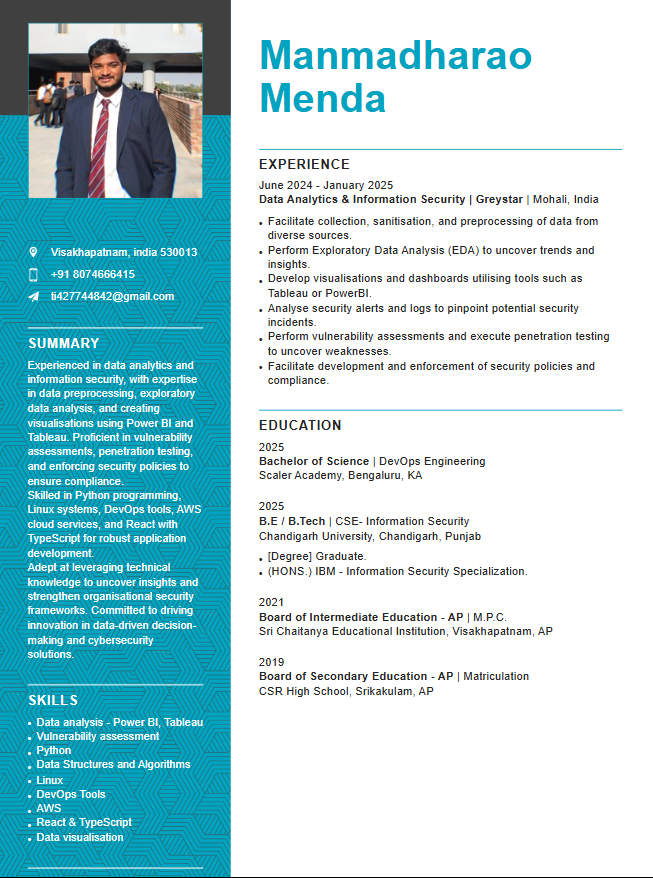 Manmadharao
Menda
Visakhapatnam, india 530013
+91 8074666415
ti427744842@gmail.com
SUMMARY
Experienced in data analytics and
information security, with expertise
in data preprocessing, exploratory
data analysis, and creating
visualisations using Power BI and
Tableau. Proficient in vulnerability
assessments, penetration testing,
and enforcing security policies to
ensure compliance.
Skilled in Python programming,
Linux systems, DevOps tools, AWS
cloud services, and React with
TypeScript for robust application
development.
Adept at leveraging technical
knowledge to uncover insights and
strengthen organisational security
frameworks. Committed to driving
innovation in data-driven decision-
making and cybersecurity
solutions.
SKILLS
• Data analysis - Power BI, Tableau
• Vulnerability assessment
• Python
• Data Structures and Algorithms
• Linux
• DevOps Tools
• AWS
• React & TypeScript
• Data visualisation
EXPERIENCE
June 2024 - January 2025
Data Analytics & Information Security | Greystar | Mohali, India
• Facilitate collection, sanitisation, and preprocessing of data from
diverse sources.
• Perform Exploratory Data Analysis (EDA) to uncover trends and
insights.
• Develop visualisations and dashboards utilising tools such as
Tableau or PowerBI.
• Analyse security alerts and logs to pinpoint potential security
incidents.
• Perform vulnerability assessments and execute penetration testing
to uncover weaknesses.
• Facilitate development and enforcement of security policies and
compliance.
EDUCATION
2025
Bachelor of Science | DevOps Engineering
Scaler Academy, Bengaluru, KA
2025
B.E / B.Tech | CSE- Information Security
Chandigarh University, Chandigarh, Punjab
• [Degree] Graduate.
• (HONS.) IBM - Information Security Specialization.
2021
Board of Intermediate Education - AP | M.P.C.
Sri Chaitanya Educational Institution, Visakhapatnam, AP
2019
Board of Secondary Education - AP | Matriculation
CSR High School, Srikakulam, AP